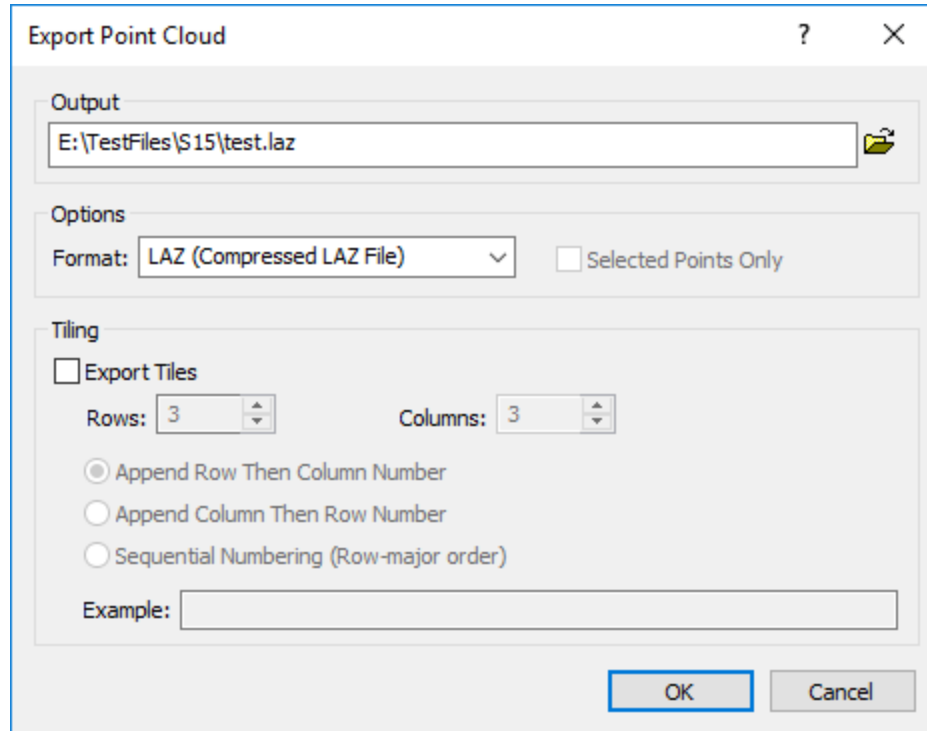 Export Point Cloud ?
Output
E:\TestFiles\S15\test.laz
Options
Format: LAZ (Compressed LAZ File) Selected Points Only
Tiling
Export Tiles
Rows: 3 Columns: 3
Append Row Then Column Number
Append Column Then Row Number
Sequential Numbering (Row-major order)
Example:
OK Cancel